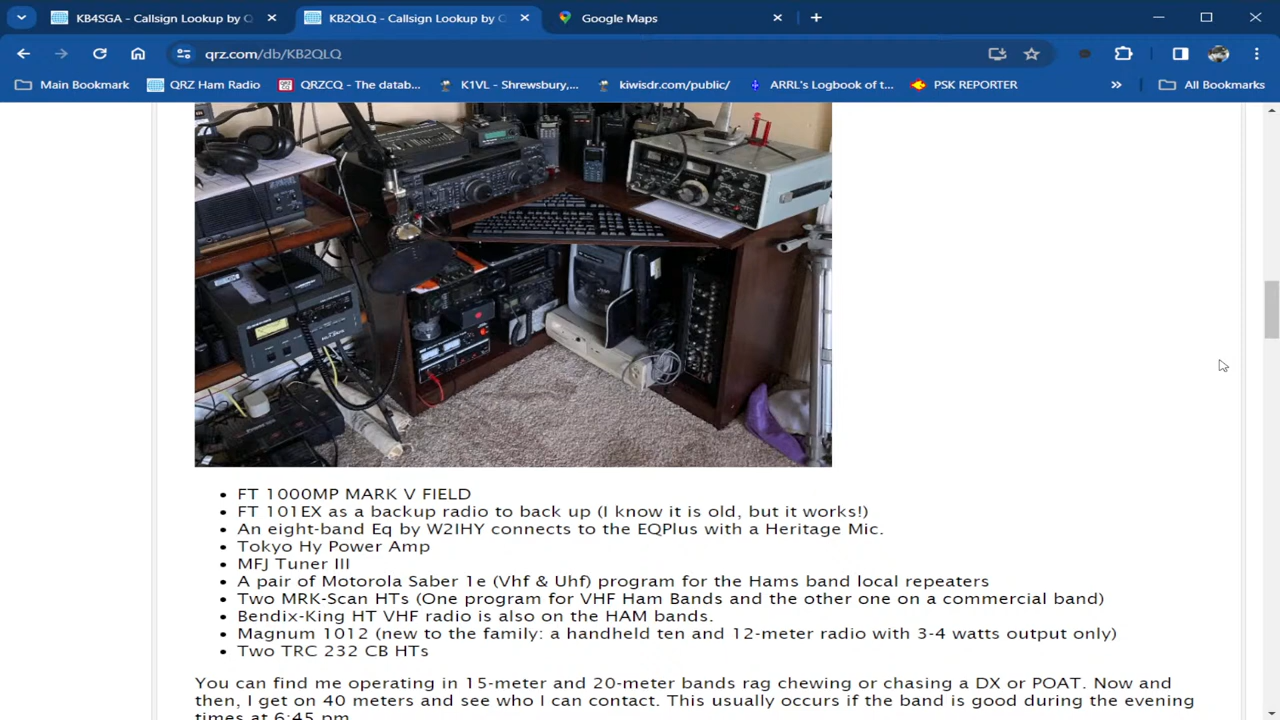 KB4SGA - Callsign Lookup by Q
KB2QLQ - Callsign Lookup by Q
Google Maps
qrz.com/db/KB2QLQ
Main Bookmark
QRZ Ham Radio
QRZCQ - The datab...
K1VL - Shrewsbury,...
kiwisdr.com/public/
ARRL's Logbook of t...
PSK REPORTER
All Bookmarks
• FT 1000MP MARK V FIELD
• FT 101EX as a backup radio to back up (I know it is old, but it works!)
• An eight-band Eq by W2IHY connects to the EQPlus with a Heritage Mic.
• Tokyo Hy Power Amp
• MFJ Tuner III
• A pair of Motorola Saber 1e (Vhf & Uhf) program for the Hams band local repeaters
• Two MRK-Scan HTs (One program for VHF Ham Bands and the other one on a commercial band)
• Bendix-King HT VHF radio is also on the HAM bands.
• Magnum 1012 (new to the family: a handheld ten and 12-meter radio with 3-4 watts output only)
• Two TRC 232 CB HTs
You can find me operating in 15-meter and 20-meter bands rag chewing or chasing a DX or POAT. Now and
then, I get on 40 meters and see who I can contact. This usually occurs if the band is good during the evening
times at 6:45 pm